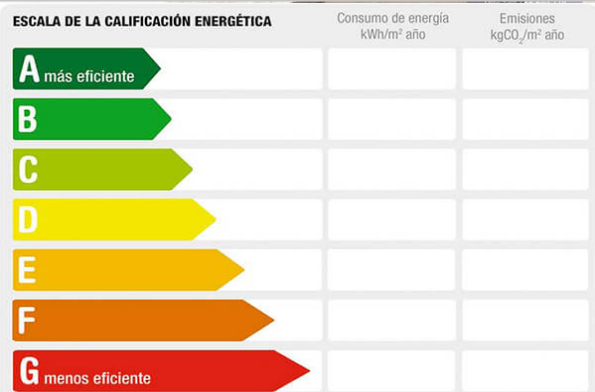 ESCALA DE LA CALIFICACIÓN ENERGÉTICA
Consumo de energía
kWh/m² año
Emisiones
kgCO₂/m² año
A más eficiente
B
C
D
E
F
G menos eficiente